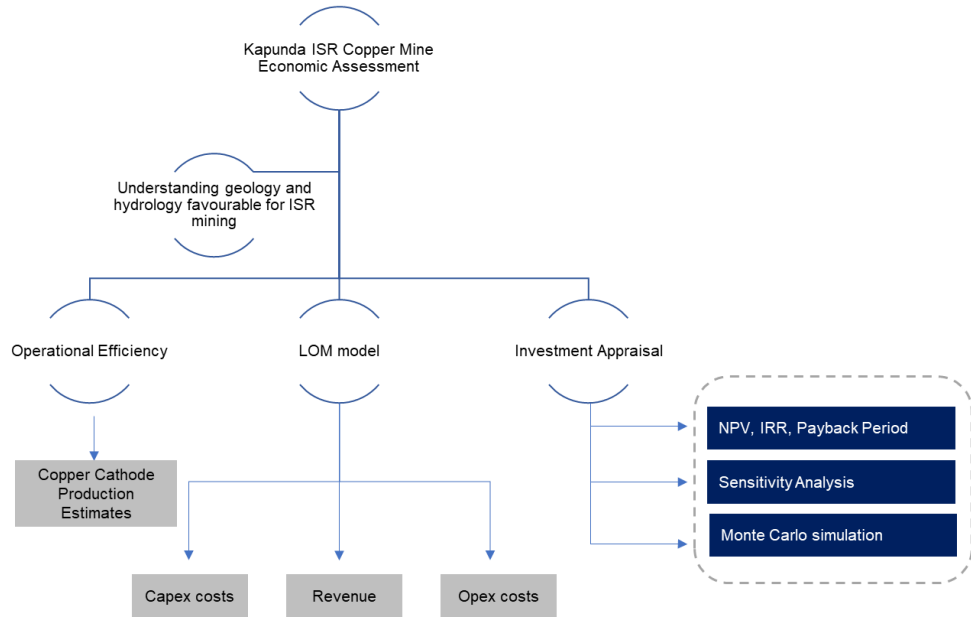 Kapunda ISR Copper Mine
Economic Assessment
Understanding geology and
hydrology favourable for ISR
mining
Operational Efficiency
LOM model
Investment Appraisal
NPV, IRR, Payback Period
Sensitivity Analysis
Monte Carlo simulation
Copper Cathode
Production
Estimates
Capex costs
Revenue
Opex costs